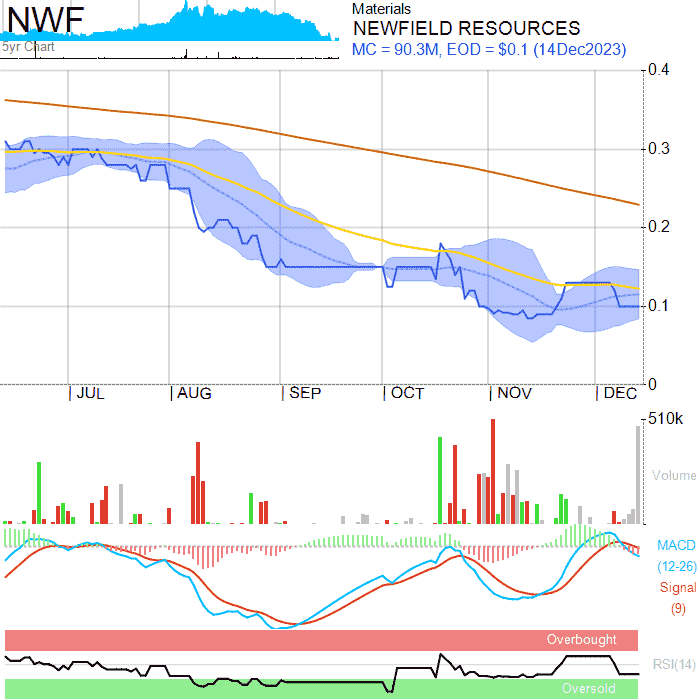 NWF
5yr Chart
Materials
NEWFIELD RESOURCES
MC = 90.3M, EOD = $0.1 (14Dec2023)
0.4
0.3
0.2
0.1
0
JUL AUG SEP OCT NOV DEC
510k
Volume
MACD
(12-26)
Signal
(9)
Overbought
RSI(14)
Oversold